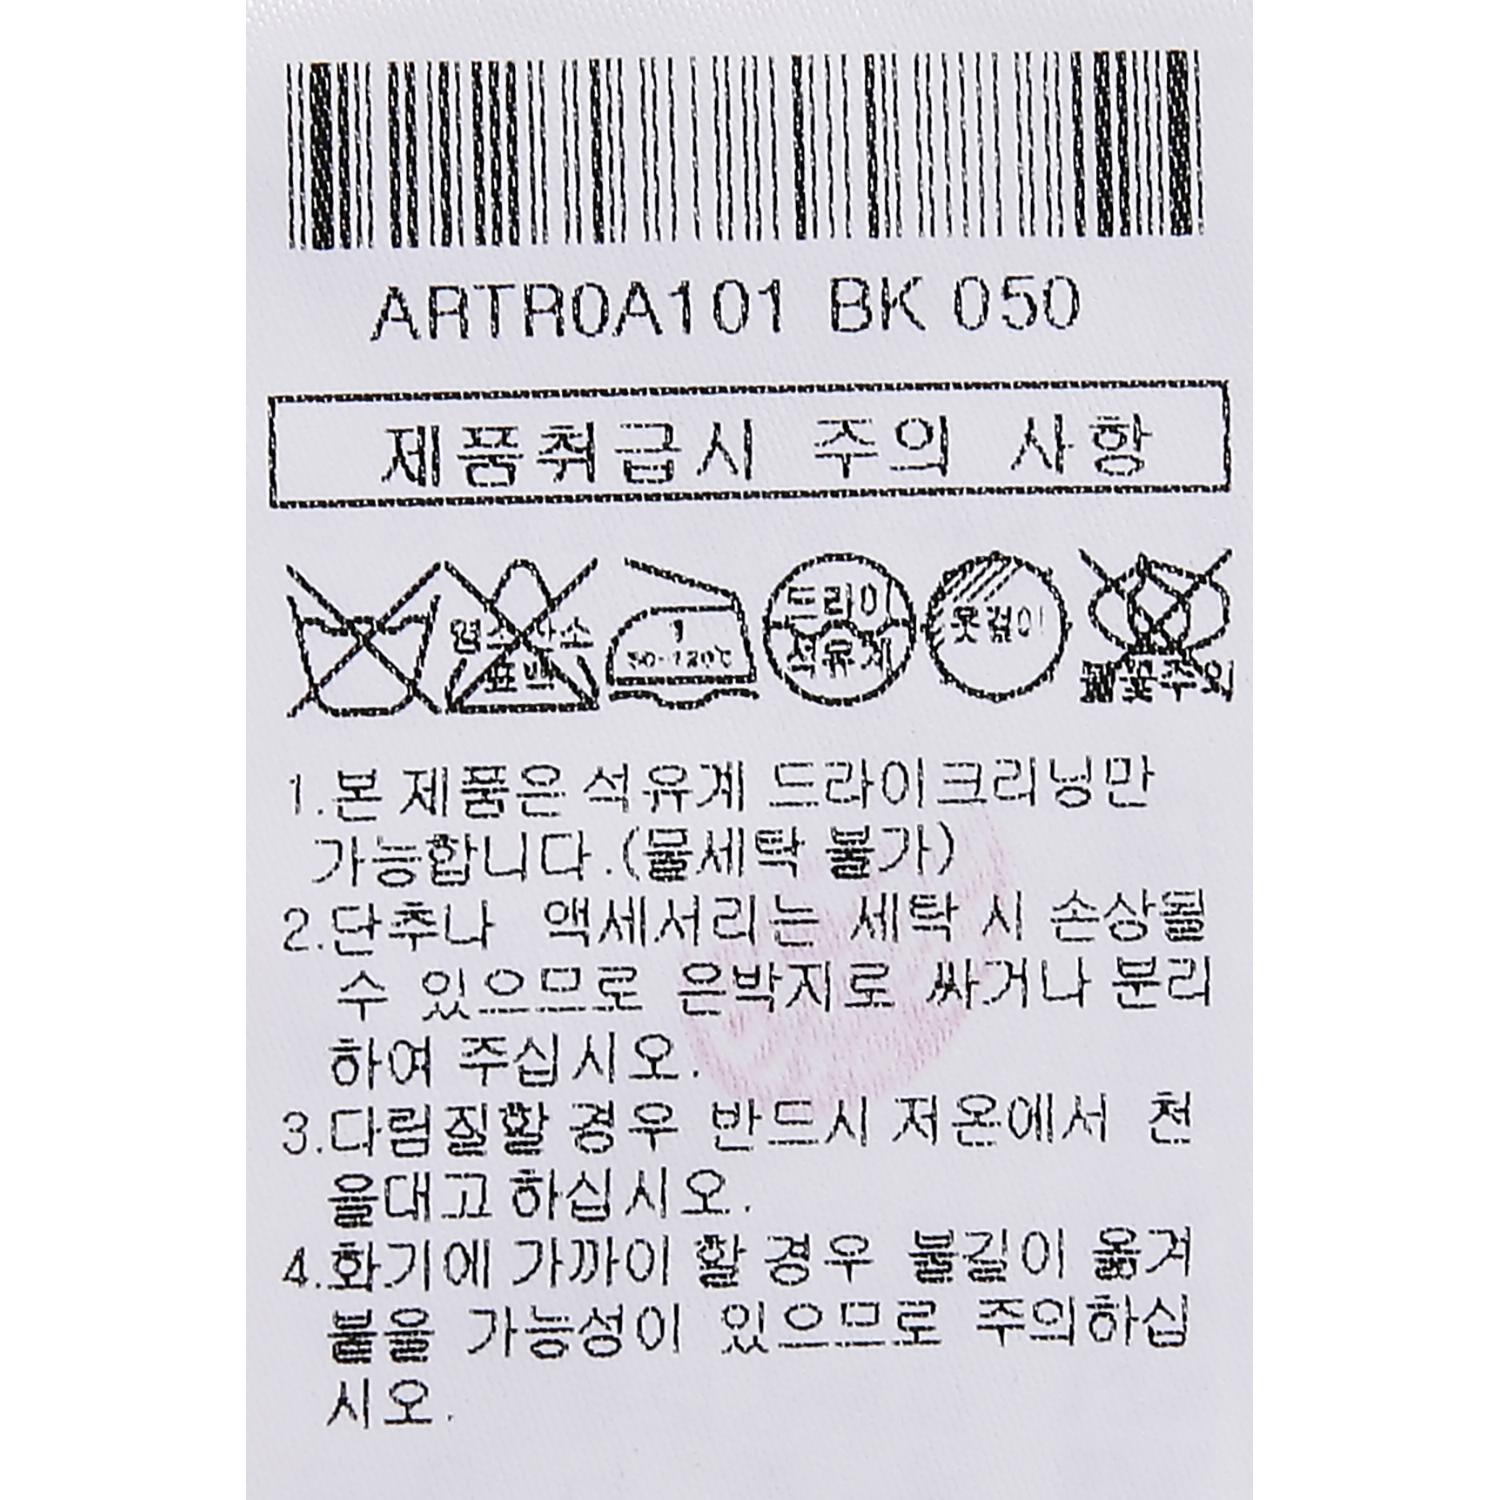 ARTR0A101 BK 050
제품취급시 주의 사항
염소산소
표백
1
80-120℃
드라이
석유계
옷걸이
불꽃주의
1.본 제품은 석유계 드라이크리닝만
가능합니다.(물세탁 불가)
2.단추나 액세서리는 세탁 시 손상될
수 있으므로 은박지로 싸거나 분리
하여 주십시오.
3.다림질할 경우 반드시 저온에서 천
을대고 하십시오.
4.화기에 가까이 할 경우 불길이 옮겨
붙을 가능성이 있으므로 주의하십
시오.